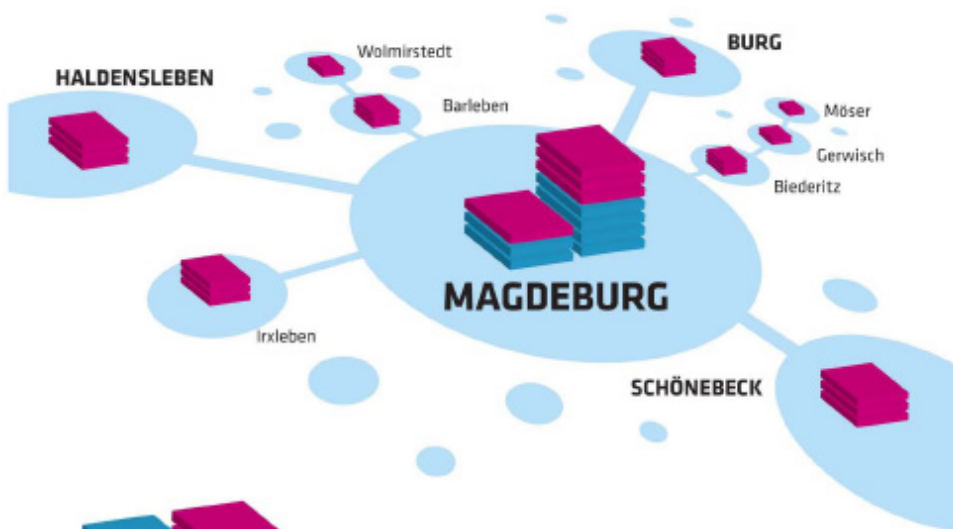 Wolmirstedt
BURG
HALDENSLEBEN
Barleben
Möser
Gerwisch
Biederitz
MAGDEBURG
Irxleben
SCHÖNEBECK